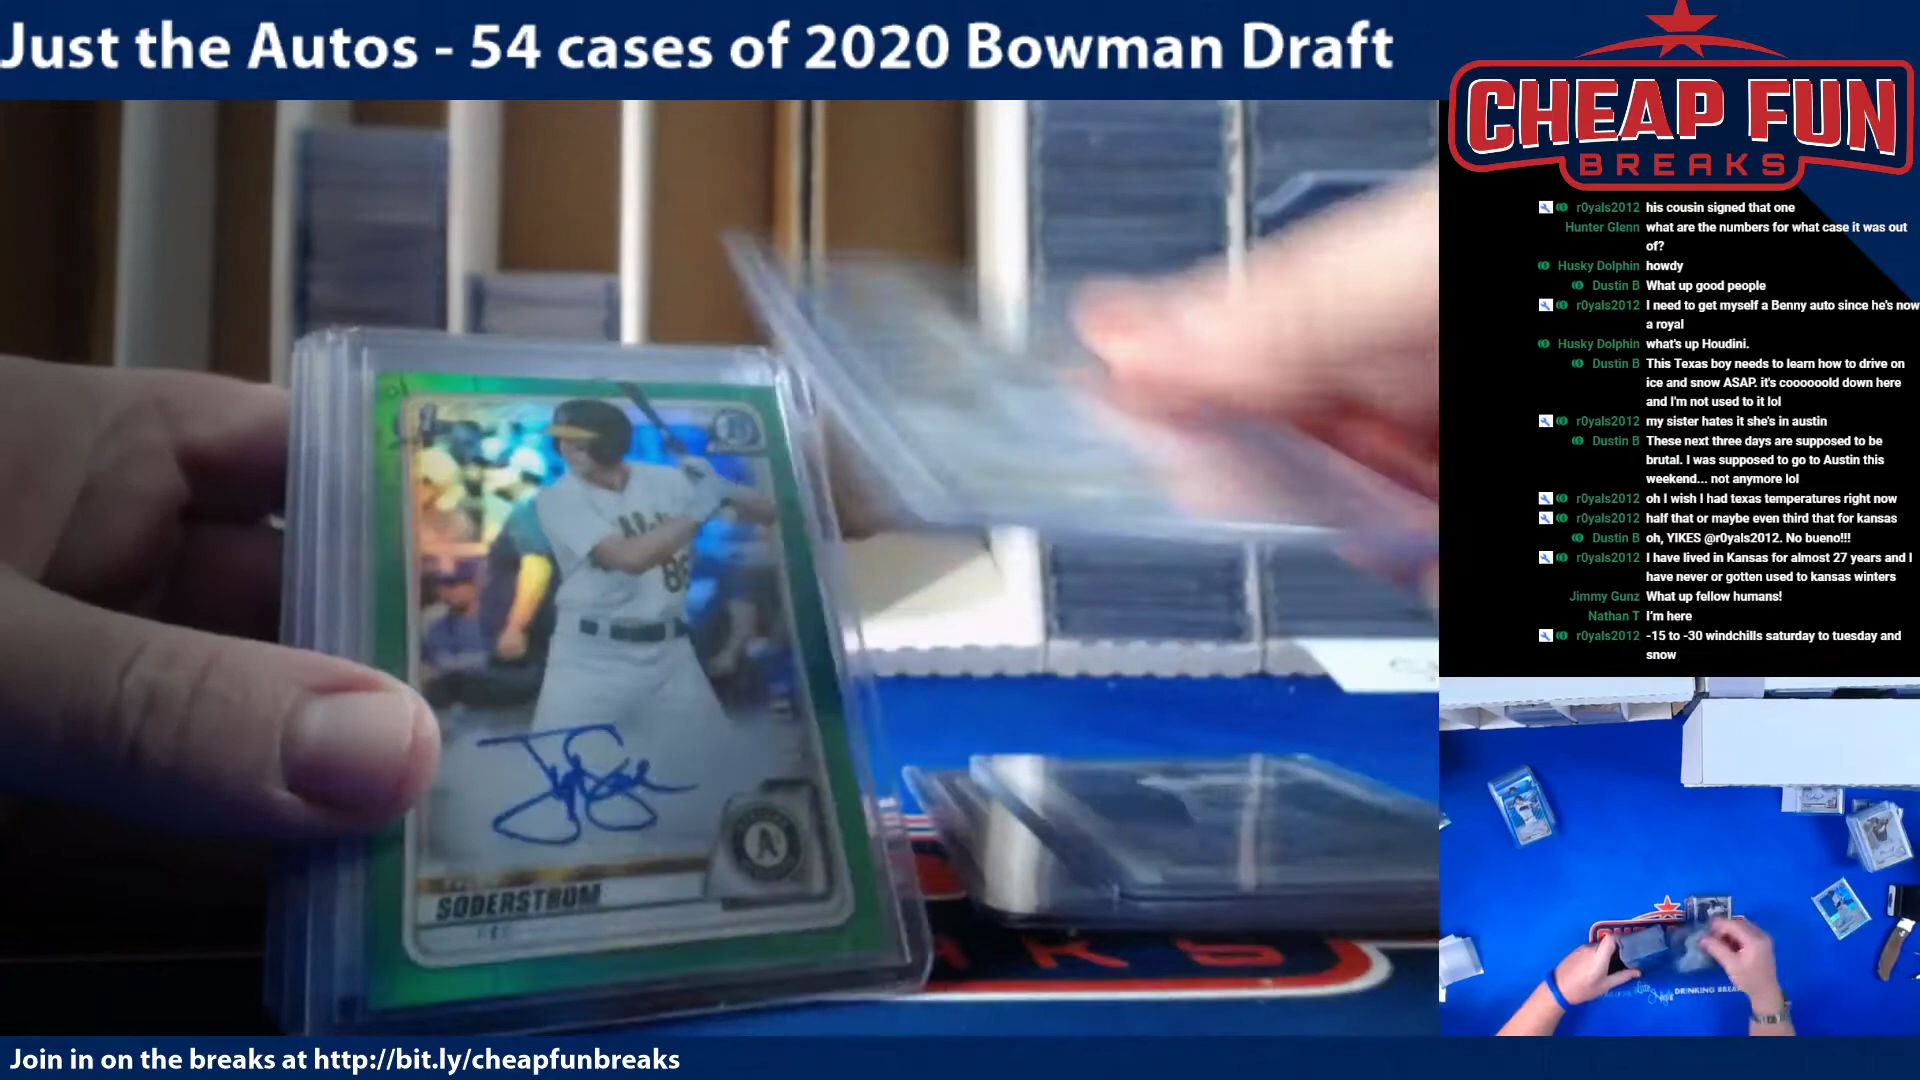 Just the Autos - 54 cases of 2020 Bowman Draft
CHEAP FUN
BREAKS
r0yals2012 his cousin signed that one
Hunter Glenn what are the numbers for what case it was out
of?
Husky Dolphin howdy
Dustin B What up good people
r0yals2012 I need to get myself a Benny auto since he's now
a royal
Husky Dolphin what's up Houdini.
Dustin B This Texas boy needs to learn how to drive on
ice and snow ASAP. it's coooooold down here
and I'm not used to it lol
r0yals2012 my sister hates it she's in austin
Dustin B These next three days are supposed to be
brutal. I was supposed to go to Austin this
weekend... not anymore lol
r0yals2012 oh I wish I had texas temperatures right now
r0yals2012 half that or maybe even third that for kansas
Dustin B oh, YIKES @r0yals2012. No bueno!!!
r0yals2012 I have lived in Kansas for almost 27 years and I
have never or gotten used to kansas winters
Jimmy Gunz What up fellow humans!
Nathan T I'm here
r0yals2012 -15 to -30 windchills saturday to tuesday and
snow
SODERSTROM
DRINKING BREAK
Join in on the breaks at http://bit.ly/cheapfunbreaks